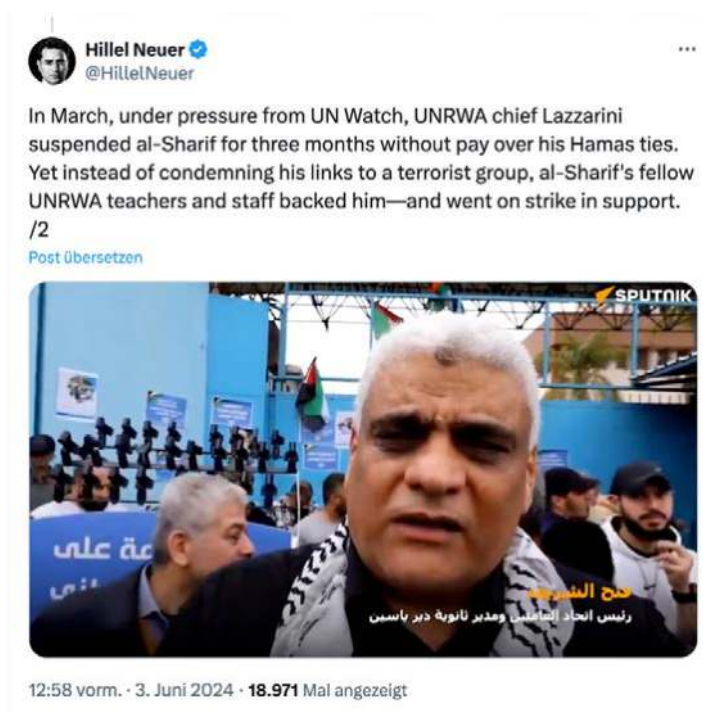 Hillel Neuer
@HillelNeuer
In March, under pressure from UN Watch, UNRWA chief Lazzarini
suspended al-Sharif for three months without pay over his Hamas ties.
Yet instead of condemning his links to a terrorist group, al-Sharif's fellow
UNRWA teachers and staff backed him—and went on strike in support.
/2
Post übersetzen
SPUTNIK
علی
فتح الشريف
رئيس اتحاد العاملين ومدير ثانوية دير ياسين
12:58 vorm. · 3. Juni 2024 · 18.971 Mal angezeigt